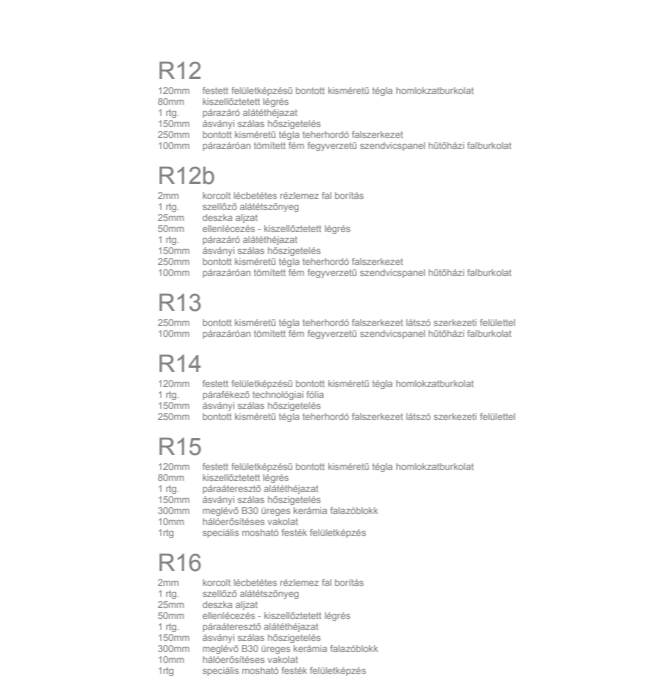 R12
120mm festett felületképzésű bontott kisméretű tégla homlokzatburkolat
80mm kiszellőztetett légrés
1 rtg. párazáró alátéthéjazat
150mm ásványi szálas hőszigetelés
250mm bontott kisméretű tégla teherhordó falszerkezet
100mm párazáróan tömített fém fegyverzetű szendvicspanel hűtőházi falburkolat
R12b
2mm korcolt lécbetétes rézlemez fal borítás
1 rtg. szellőző alátétszőnyeg
25mm deszka aljzat
50mm ellenlécezés - kiszellőztetett légrés
1 rtg. párazáró alátéthéjazat
150mm ásványi szálas hőszigetelés
250mm bontott kisméretű tégla teherhordó falszerkezet
100mm párazáróan tömített fém fegyverzetű szendvicspanel hűtőházi falburkolat
R13
250mm bontott kisméretű tégla teherhordó falszerkezet látszó szerkezeti felülettel
100mm párazáróan tömített fém fegyverzetű szendvicspanel hűtőházi falburkolat
R14
120mm festett felületképzésű bontott kisméretű tégla homlokzatburkolat
1 rtg. párafékező technológiai fólia
150mm ásványi szálas hőszigetelés
250mm bontott kisméretű tégla teherhordó falszerkezet látszó szerkezeti felülettel
R15
120mm festett felületképzésű bontott kisméretű tégla homlokzatburkolat
80mm kiszellőztetett légrés
1 rtg. páraáteresztő alátéthéjazat
150mm ásványi szálas hőszigetelés
300mm meglévő B30 üreges kerámia falazóblokk
10mm hálóerősítéses vakolat
1rtg speciális mosható festék felületképzés
R16
2mm korcolt lécbetétes rézlemez fal borítás
1 rtg. szellőző alátétszőnyeg
25mm deszka aljzat
50mm ellenlécezés - kiszellőztetett légrés
1 rtg. páraáteresztő alátéthéjazat
150mm ásványi szálas hőszigetelés
300mm meglévő B30 üreges kerámia falazóblokk
10mm hálóerősítéses vakolat
1rtg speciális mosható festék felületképzés